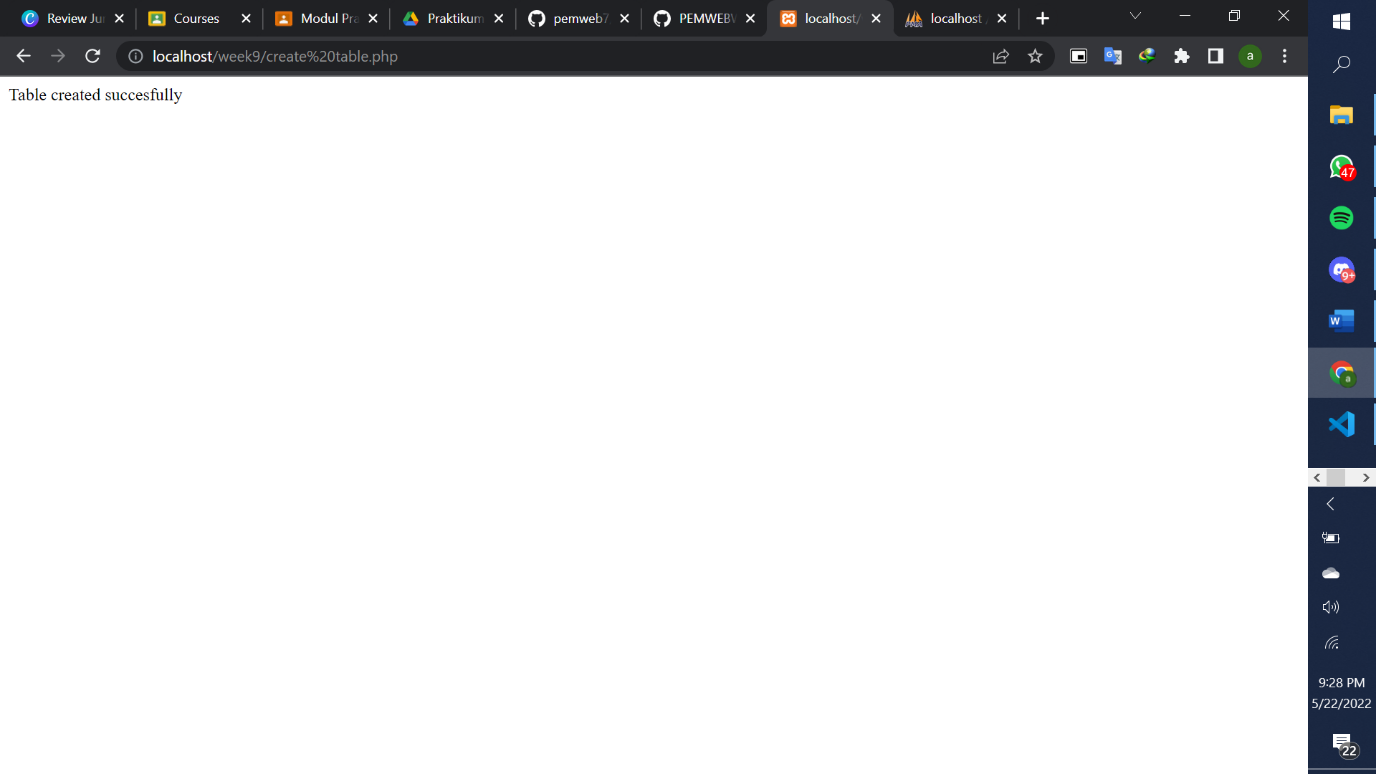 Review Ju
Courses
Modul Pra
Praktikum
pemweb7
PEMWEBW
localhost/
localhost /
localhost/week9/create%20table.php
a
Table created succesfully
47
9+
W
a
9:28 PM
5/22/2022
22